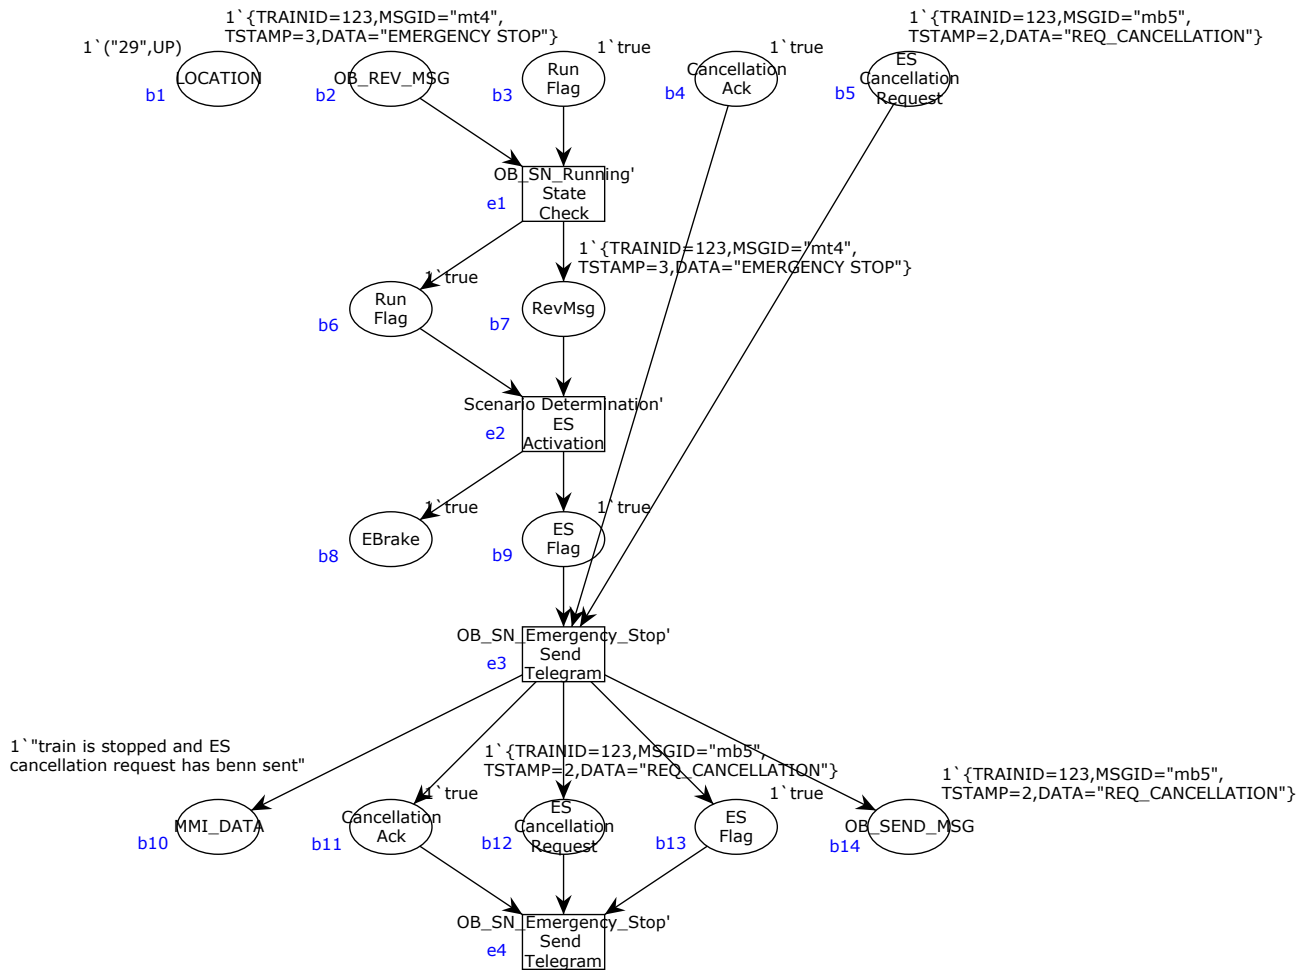 1`{TRAINID=123,MSGID="mt4",
TSTAMP=3,DATA="EMERGENCY STOP"}
1`{TRAINID=123,MSGID="mb5",
TSTAMP=2,DATA="REQ_CANCELLATION"}
1`("29",UP)
1`true
1`true
LOCATION
b1
OB_REV_MSG
b2
Run
Flag
b3
Cancellation
Ack
b4
ES
Cancellation
Request
b5
OB_SN_Running'
State
Check
e1
1`true
1`{TRAINID=123,MSGID="mt4",
TSTAMP=3,DATA="EMERGENCY STOP"}
Run
Flag
b6
RevMsg
b7
Scenario Determination'
ES
Activation
e2
1`true
1`true
EBrake
b8
ES
Flag
b9
OB_SN_Emergency_Stop'
Send
Telegram
e3
1`"train is stopped and ES
cancellation request has benn sent"
1`true
1`{TRAINID=123,MSGID="mb5",
TSTAMP=2,DATA="REQ_CANCELLATION"}
1`true
1`{TRAINID=123,MSGID="mb5",
TSTAMP=2,DATA="REQ_CANCELLATION"}
MMI_DATA
b10
Cancellation
Ack
b11
ES
Cancellation
Request
b12
ES
Flag
b13
OB_SEND_MSG
b14
OB_SN_Emergency_Stop'
Send
Telegram
e4